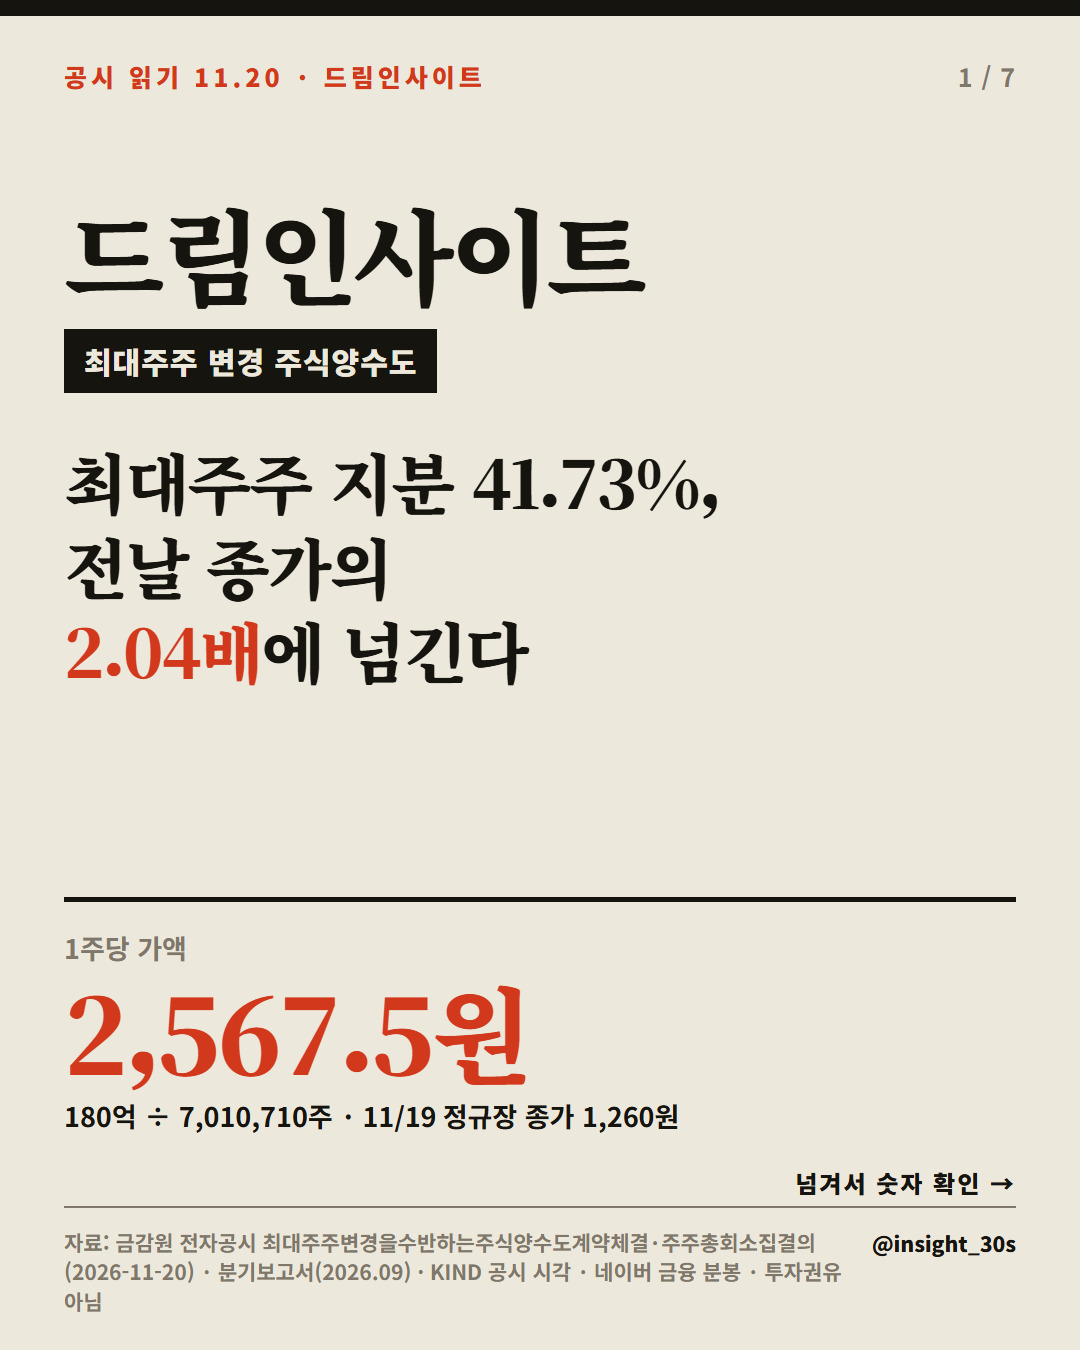 공시 읽기 11.20 · 드림인사이트
1 / 7
드림인사이트
최대주주 변경 주식양수도
최대주주 지분 41.73%,
전날 종가의
2.04배에 넘긴다
1주당 가액
2,567.5원
180억 ÷ 7,010,710주 · 11/19 정규장 종가 1,260원
넘겨서 숫자 확인 →
자료: 금감원 전자공시 최대주주변경을수반하는주식양수도계약체결·주주총회소집결의
(2026-11-20) · 분기보고서(2026.09) · KIND 공시 시각 · 네이버 금융 분봉 · 투자권유
아님
@insight_30s